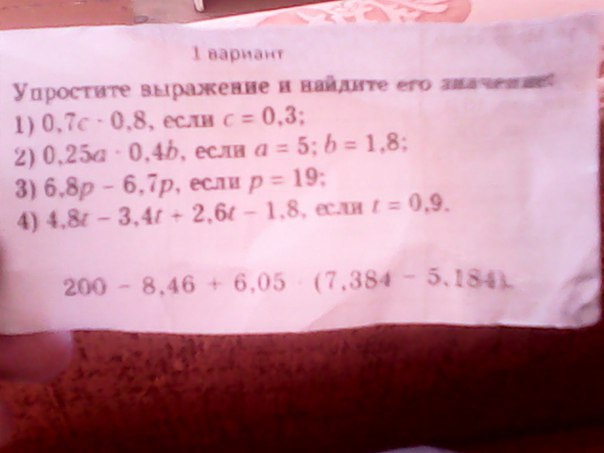 1 вариант
Упростите выражение и найдите его значение:
1) 0,7c · 0,8, если c = 0,3;
2) 0,25a · 0,4b, если a = 5; b = 1,8;
3) 6,8p − 6,7p, если p = 19;
4) 4,8t − 3,4t + 2,6t − 1,8, если t = 0,9.
200 − 8,46 + 6,05 · (7,384 − 5,184).